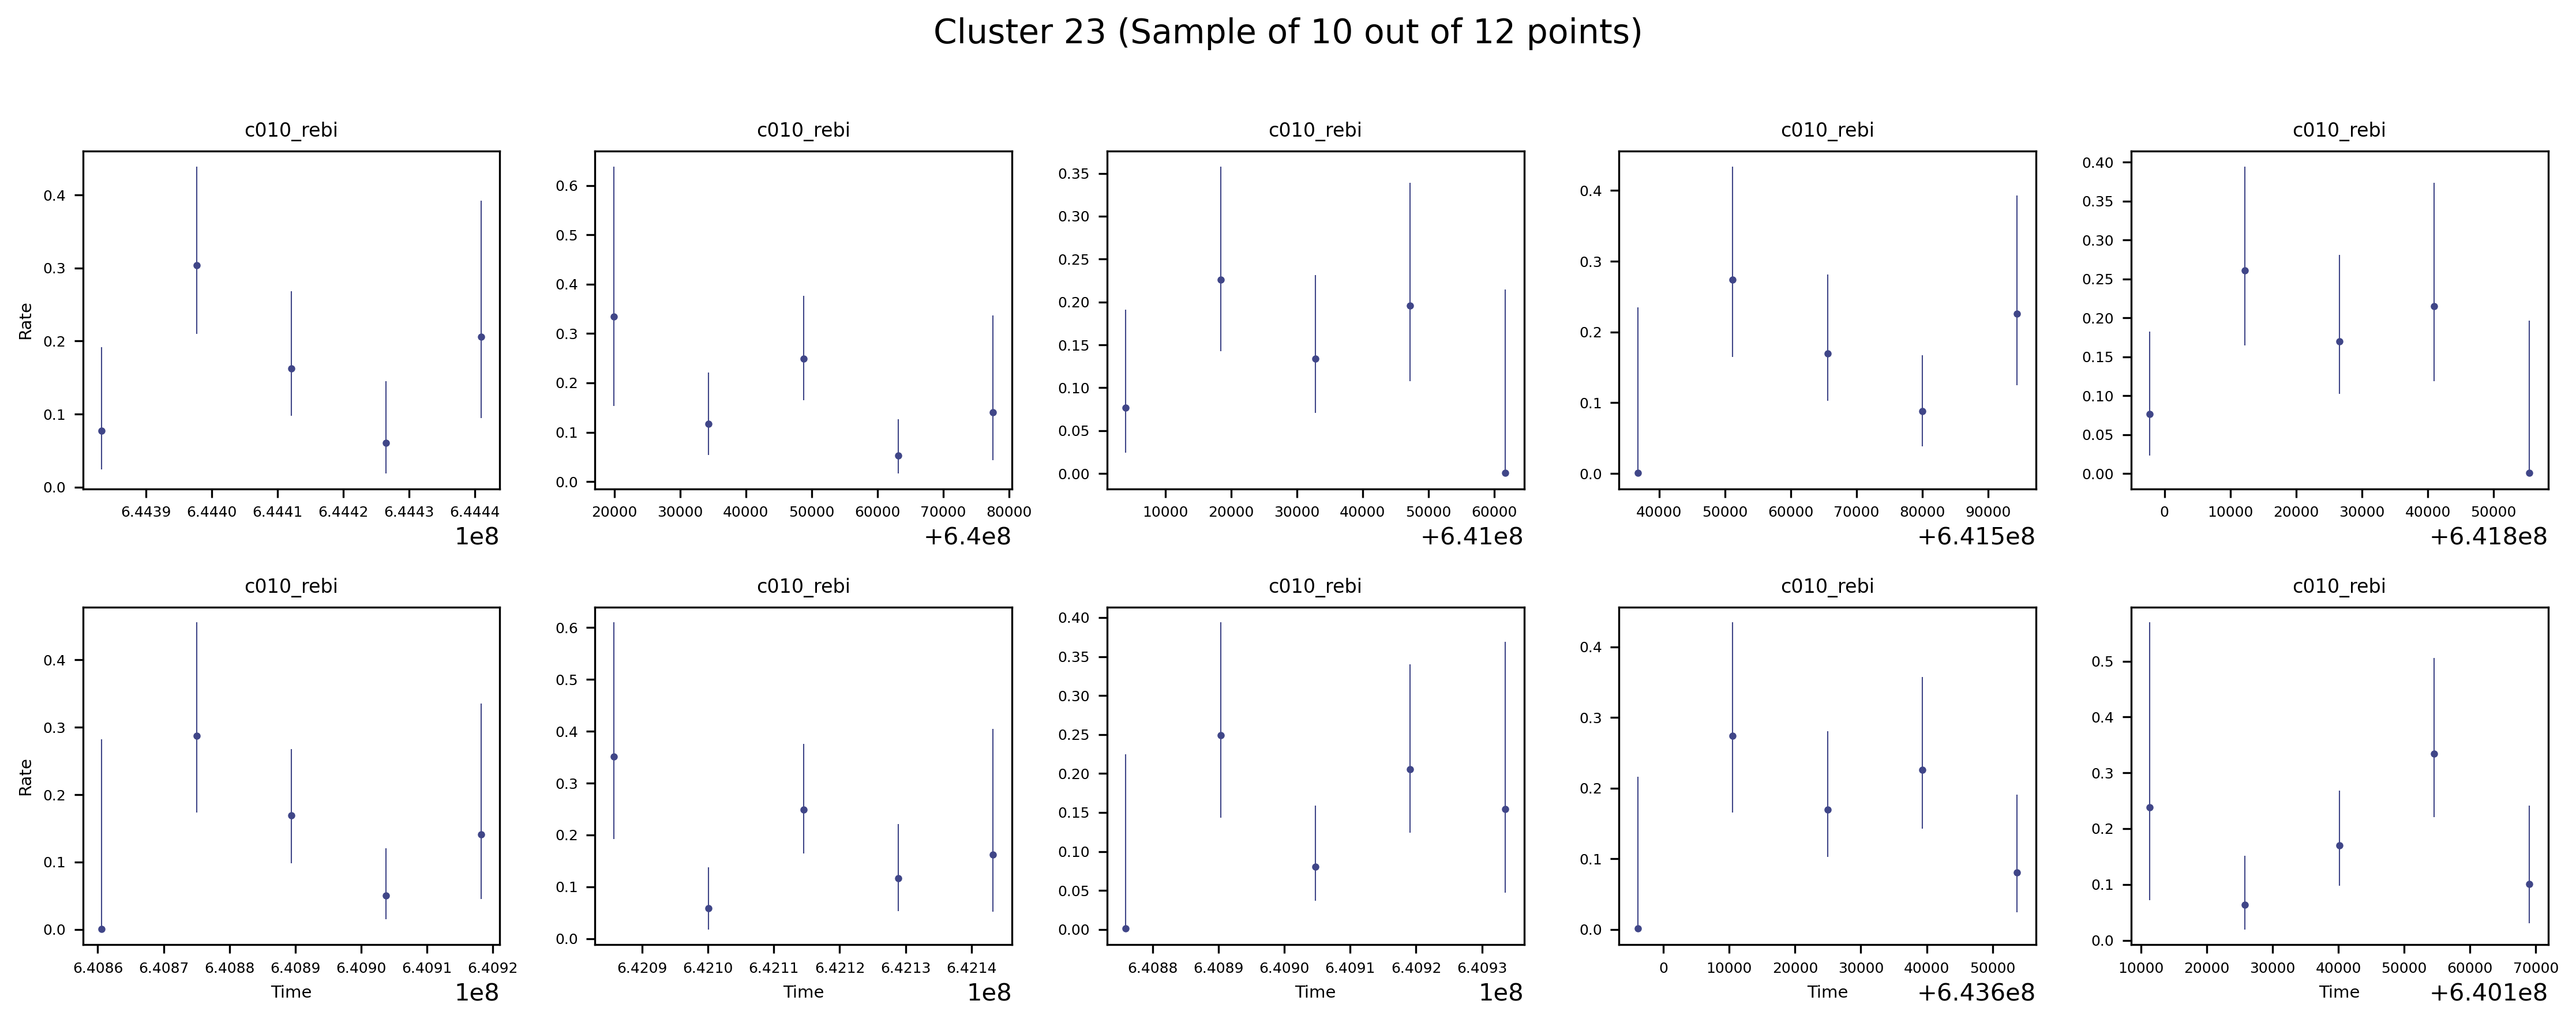 Cluster 23 (Sample of 10 out of 12 points)
c010_rebi c010_rebi c010_rebi c010_rebi c010_rebi
Rate
0.4
0.3
0.2
0.1
0.0
6.4439 6.4440 6.4441 6.4442 6.4443 6.4444
1e8
0.6
0.5
0.4
0.3
0.2
0.1
0.0
20000 30000 40000 50000 60000 70000 80000
+6.4e8
0.35
0.30
0.25
0.20
0.15
0.10
0.05
0.00
10000 20000 30000 40000 50000 60000
+6.41e8
0.4
0.3
0.2
0.1
0.0
40000 50000 60000 70000 80000 90000
+6.415e8
0.40
0.35
0.30
0.25
0.20
0.15
0.10
0.05
0.00
0 10000 20000 30000 40000 50000
+6.418e8
c010_rebi c010_rebi c010_rebi c010_rebi c010_rebi
Rate
0.4
0.3
0.2
0.1
0.0
6.4086 6.4087 6.4088 6.4089 6.4090 6.4091 6.4092
Time 1e8
0.6
0.5
0.4
0.3
0.2
0.1
0.0
6.4209 6.4210 6.4211 6.4212 6.4213 6.4214
Time 1e8
0.40
0.35
0.30
0.25
0.20
0.15
0.10
0.05
0.00
6.4088 6.4089 6.4090 6.4091 6.4092 6.4093
Time 1e8
0.4
0.3
0.2
0.1
0.0
0 10000 20000 30000 40000 50000
Time +6.436e8
0.5
0.4
0.3
0.2
0.1
0.0
10000 20000 30000 40000 50000 60000 70000
Time +6.401e8